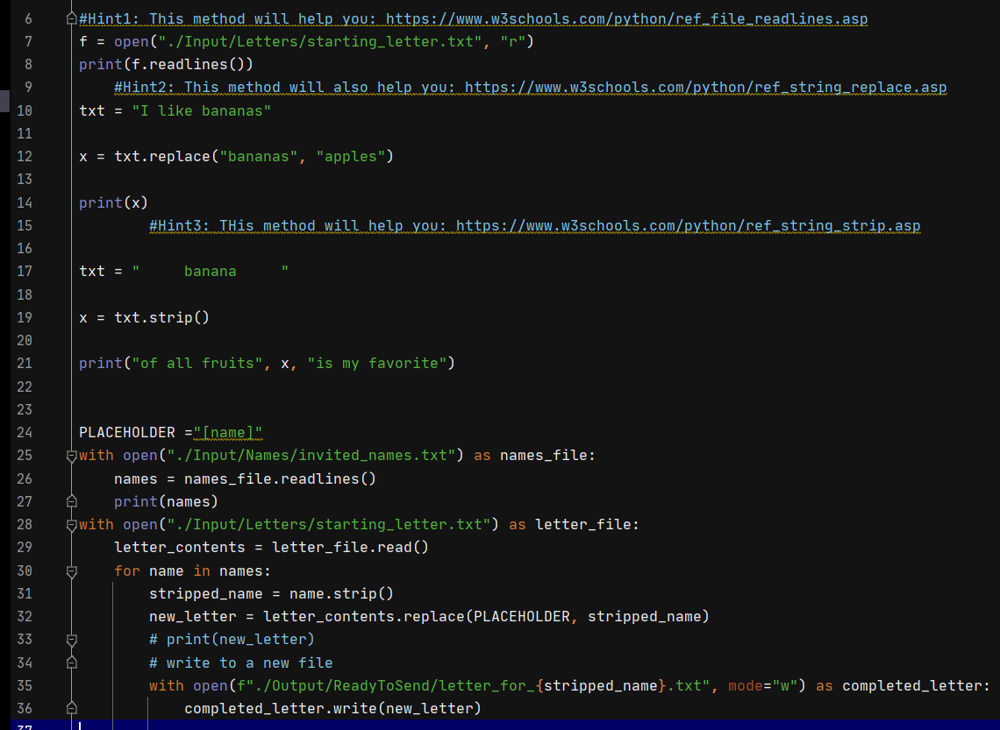 6 #Hint1: This method will help you: https://www.w3schools.com/python/ref_file_readlines.asp
7 f = open("./Input/Letters/starting_letter.txt", "r")
8 print(f.readlines())
9     #Hint2: This method will also help you: https://www.w3schools.com/python/ref_string_replace.asp
10 txt = "I like bananas"
11
12 x = txt.replace("bananas", "apples")
13
14 print(x)
15         #Hint3: THis method will help you: https://www.w3schools.com/python/ref_string_strip.asp
16
17 txt = "     banana     "
18
19 x = txt.strip()
20
21 print("of all fruits", x, "is my favorite")
22
23
24 PLACEHOLDER ="[name]"
25 with open("./Input/Names/invited_names.txt") as names_file:
26     names = names_file.readlines()
27     print(names)
28 with open("./Input/Letters/starting_letter.txt") as letter_file:
29     letter_contents = letter_file.read()
30     for name in names:
31         stripped_name = name.strip()
32         new_letter = letter_contents.replace(PLACEHOLDER, stripped_name)
33         # print(new_letter)
34         # write to a new file
35         with open(f"./Output/ReadyToSend/letter_for_{stripped_name}.txt", mode="w") as completed_letter:
36             completed_letter.write(new_letter)
37